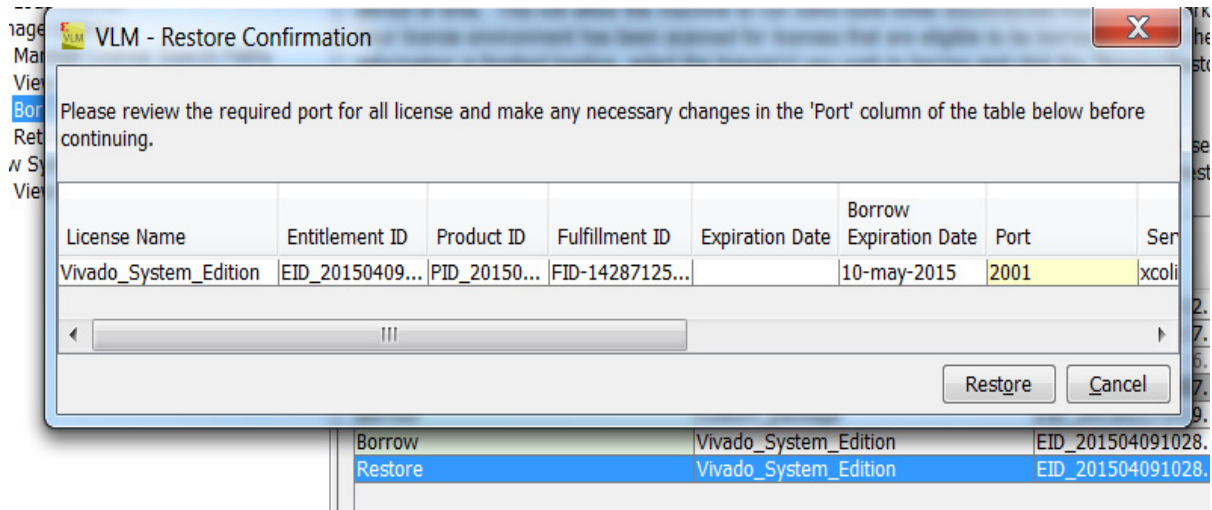 VLM - Restore Confirmation
Please review the required port for all license and make any necessary changes in the 'Port' column of the table below before
continuing.
License Name Entitlement ID Product ID Fulfillment ID Expiration Date Borrow Expiration Date Port Ser
Vivado_System_Edition EID_20150409... PID_20150... FID-14287125... 10-may-2015 2001 xcoli
Restore Cancel
Borrow Vivado_System_Edition EID_201504091028.
Restore Vivado_System_Edition EID_201504091028.